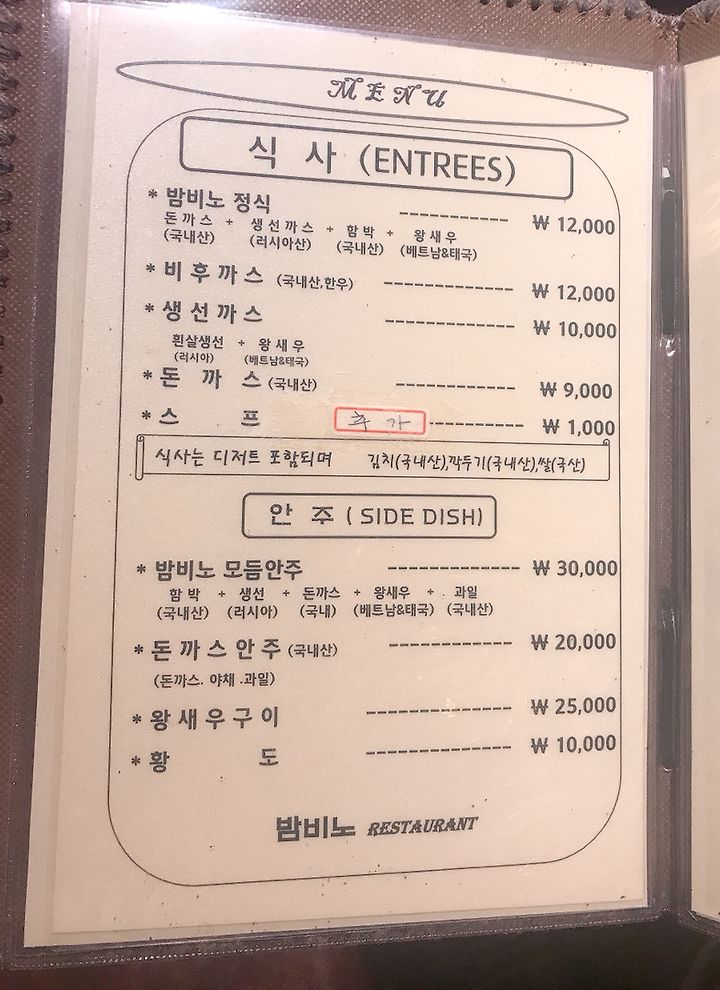 MENU
식 사 (ENTREES)
* 밤비노 정식 ----------- ₩ 12,000
돈까스 + 생선까스 + 함박 + 왕새우
(국내산) (러시아산) (국내산) (베트남&태국)
* 비후까스 (국내산,한우) ------------- ₩ 12,000
* 생선까스 ------------- ₩ 10,000
흰살생선 + 왕새우
(러시아) (베트남&태국)
* 돈 까 스 (국내산) ------------ ₩ 9,000
* 스 프 추 가 ---------- ₩ 1,000
식사는 디저트 포함되며 김치(국내산),깍두기(국내산),쌀(국산)
안 주 ( SIDE DISH)
* 밤비노 모듬안주 ------------- ₩ 30,000
함박 + 생선 + 돈까스 + 왕새우 + 과일
(국내산) (러시아) (국내) (베트남&태국) (국내산)
* 돈까스안주 (국내산) ------------- ₩ 20,000
(돈까스. 야채 .과일)
* 왕새우구이 --------------- ₩ 25,000
* 황 도 --------------- ₩ 10,000
밤비노 RESTAURANT